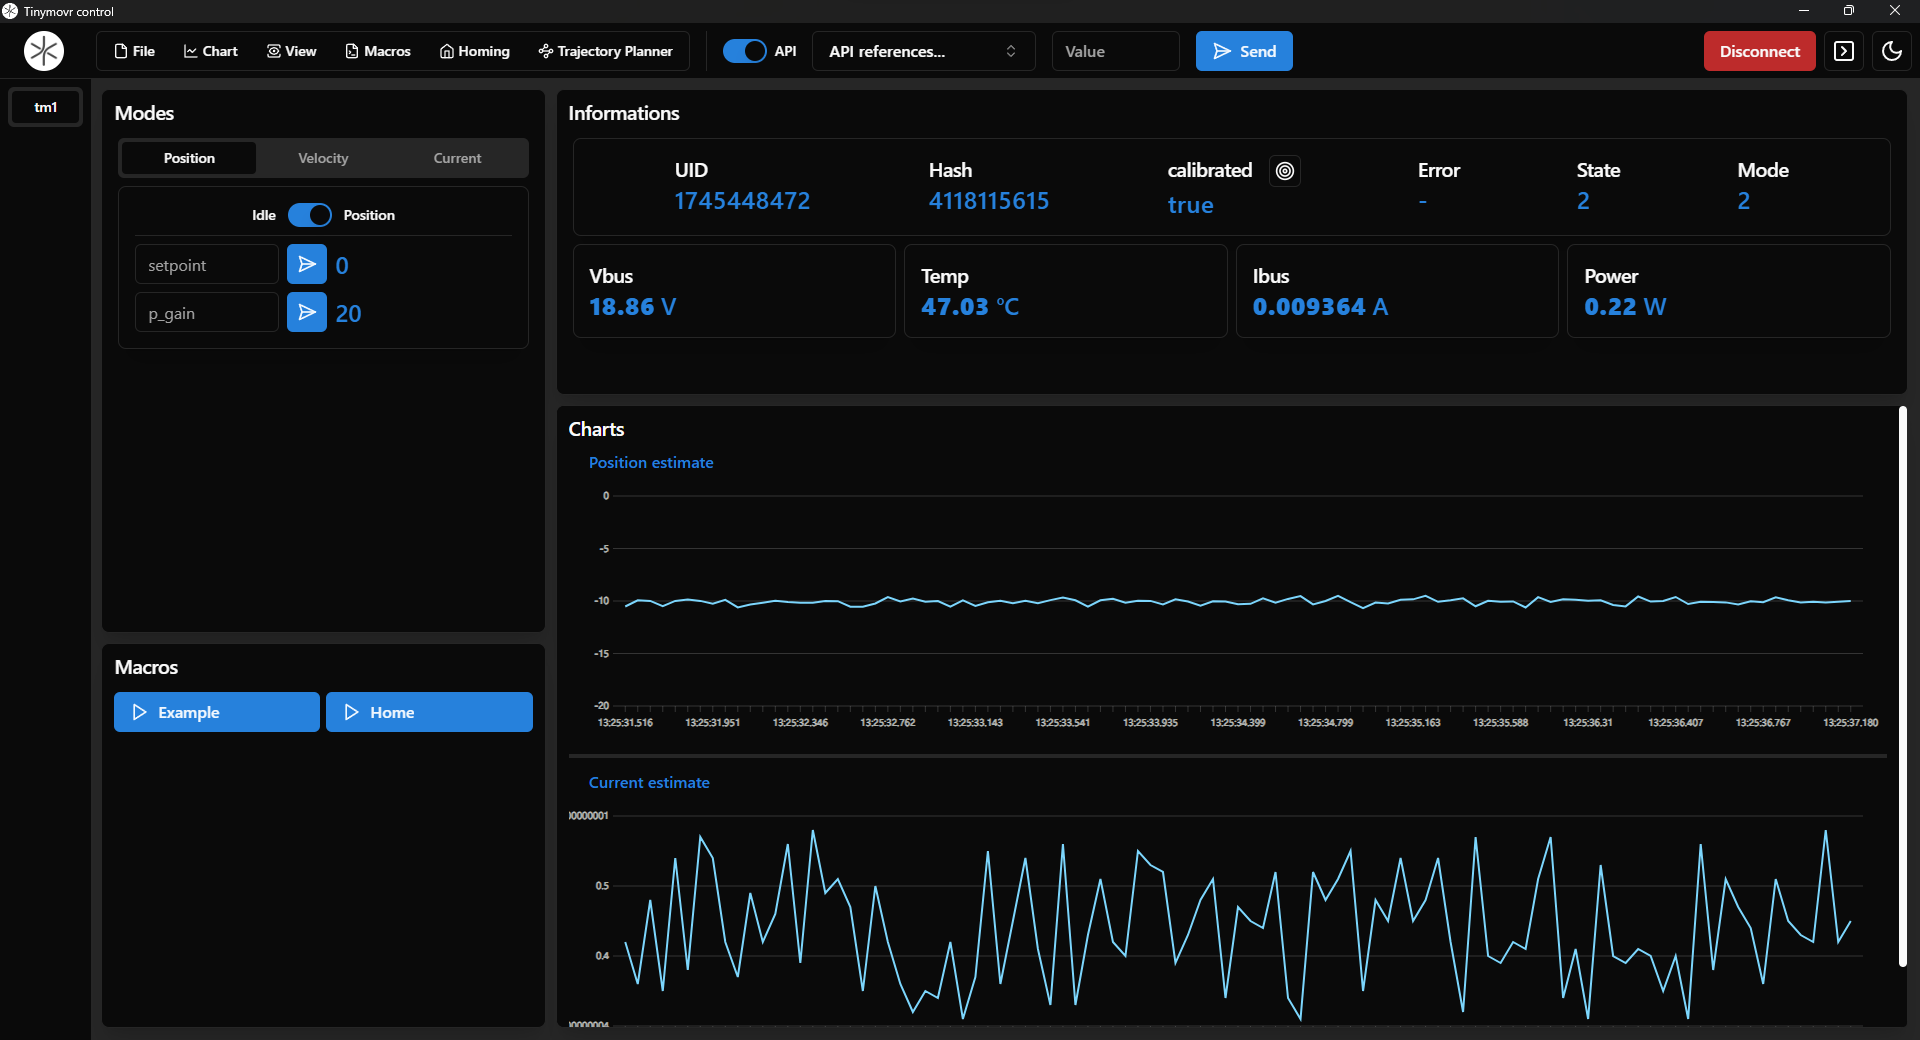 Tinymovr control
File Chart View Macros Homing Trajectory Planner API API references... Value Send Disconnect
tm1
Modes
Position Velocity Current
Idle Position
setpoint 0
p_gain 20
Macros
Example Home
Informations
UID Hash calibrated Error State Mode
1745448472 4118115615 true - 2 2
Vbus Temp Ibus Power
18.86 V 47.03 °C 0.009364 A 0.22 W
Charts
Position estimate
0
-5
-10
-15
-20
13:25:31.516 13:25:31.951 13:25:32.346 13:25:32.762 13:25:33.143 13:25:33.541 13:25:33.935 13:25:34.399 13:25:34.799 13:25:35.163 13:25:35.588 13:25:36.31 13:25:36.407 13:25:36.767 13:25:37.180
Current estimate
00000001
0.5
0.4